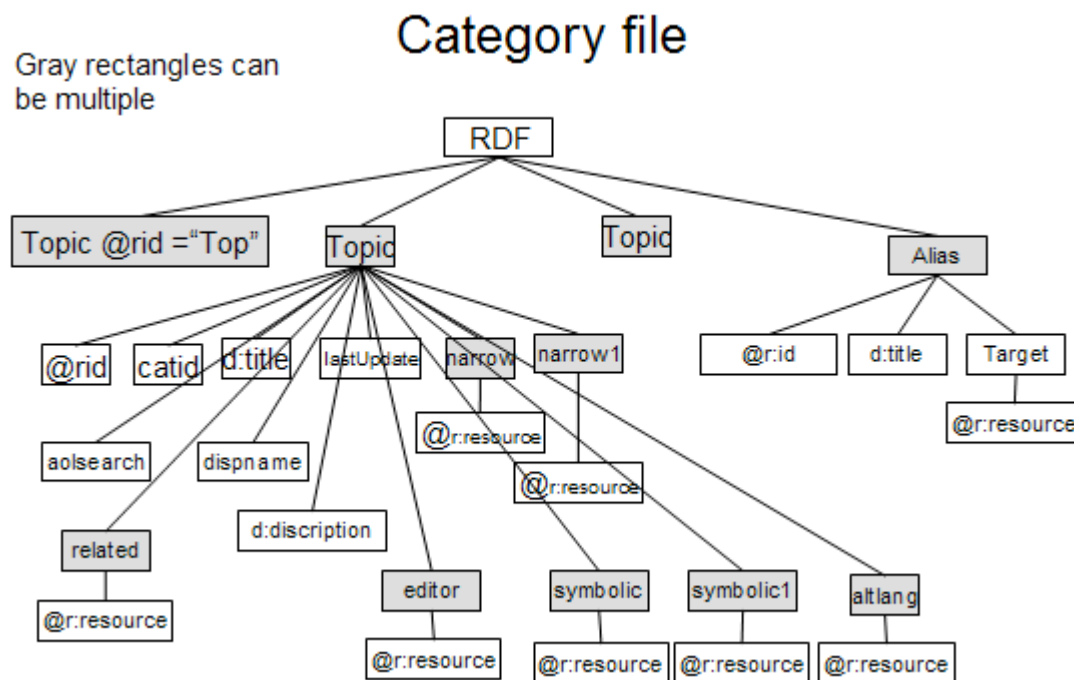 Category file
Gray rectangles can
be multiple
RDF
Topic @rid =“Top”
Topic
Topic
Alias
@rid
catid
d:title
lastUpdate
narrow
narrow1
@r:id
d:title
Target
@r:resource
@r:resource
aolsearch
dispname
@r:resource
d:discription
related
editor
symbolic
symbolic1
altlang
@r:resource
@r:resource
@r:resource
@r:resource
@r:resource